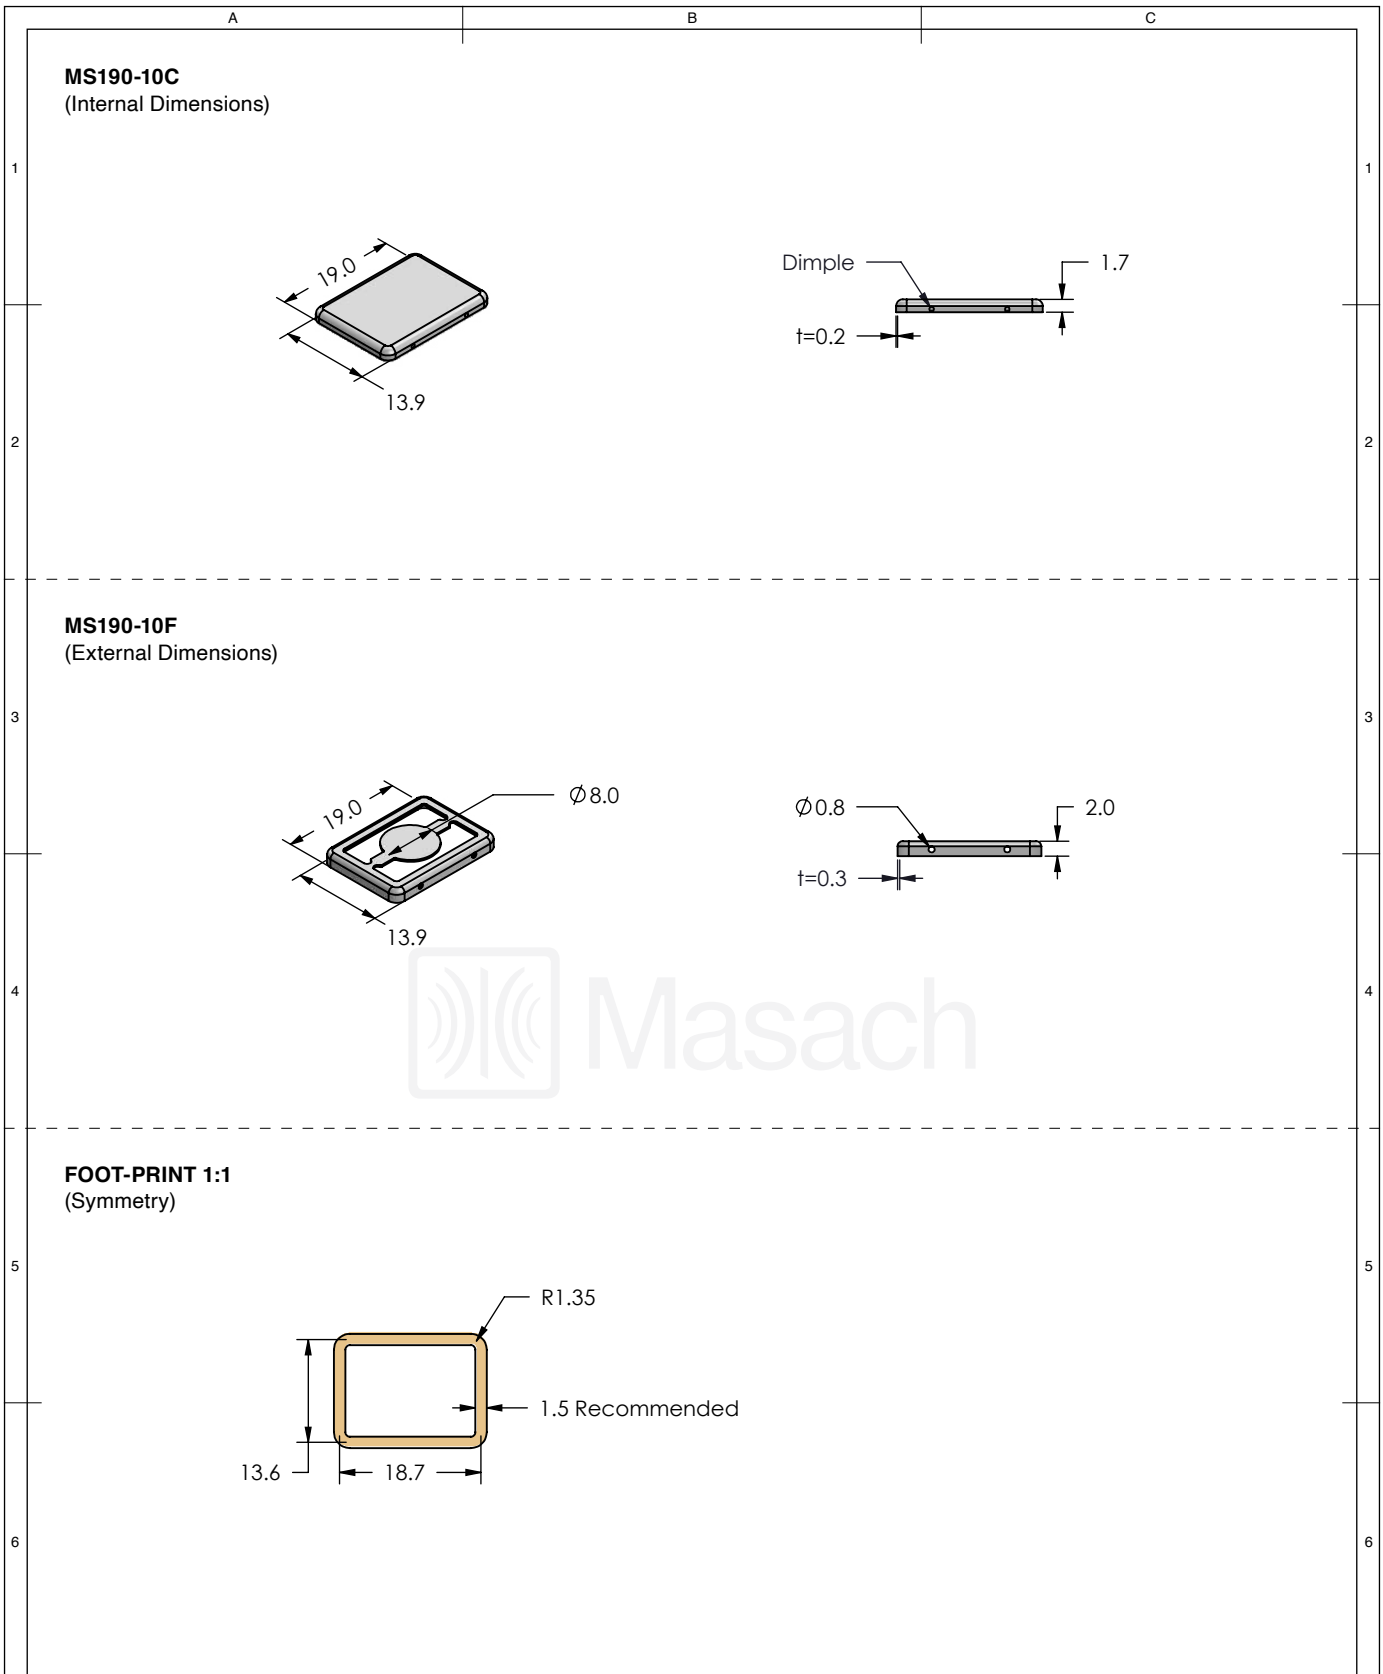 A B C
MS190-10C
(Internal Dimensions)
1 1
19.0
13.9
Dimple
1.7
t=0.2
2 2
MS190-10F
(External Dimensions)
3 3
19.0
Ø8.0
13.9
Ø0.8
2.0
t=0.3
Masach
4 4
FOOT-PRINT 1:1
(Symmetry)
5 5
R1.35
1.5 Recommended
13.6
18.7
6 6